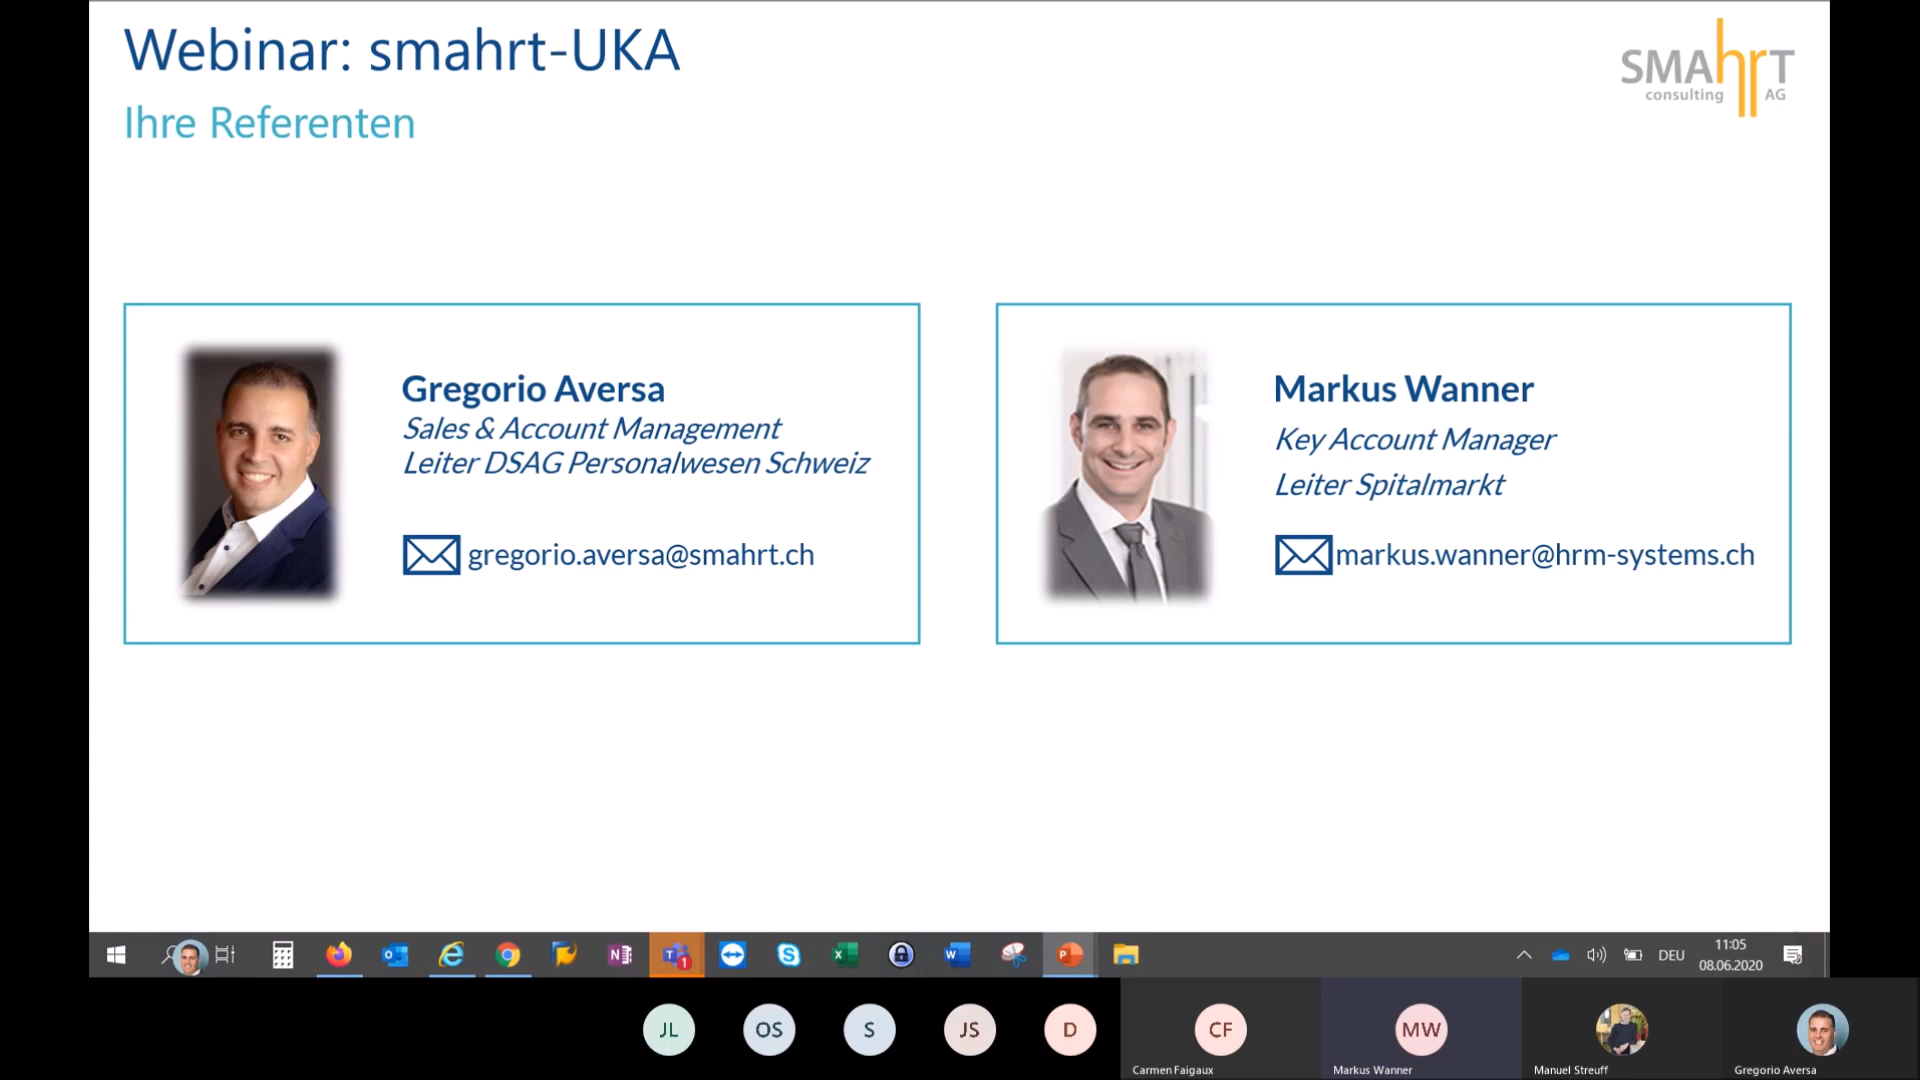 Webinar: smahrt-UKA
Ihre Referenten
SMAhrT
consulting AG
Gregorio Aversa
Sales & Account Management
Leiter DSAG Personalwesen Schweiz
gregorio.aversa@smahrt.ch
Markus Wanner
Key Account Manager
Leiter Spitalmarkt
markus.wanner@hrm-systems.ch
DEU
11:05
08.06.2020
JL
OS
S
JS
D
CF
MW
Carmen Faigaux
Markus Wanner
Manuel Streuff
Gregorio Aversa